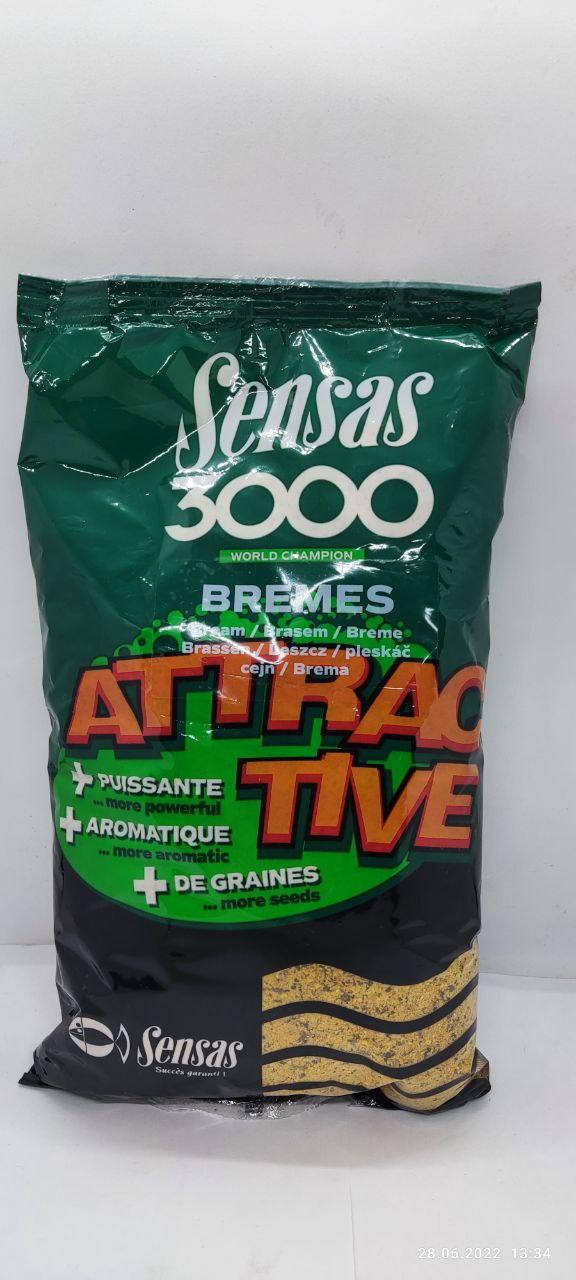 Sensas
3000
WORLD CHAMPION
BREMES
Bream / Brasem / Breme
Brassen / Leszcz / pleskáč
cejn / Brema
ATTRAC
TIVE
+ PUISSANTE
... more powerful
+ AROMATIQUE
... more aromatic
+ DE GRAINES
... more seeds
Sensas
Succès garanti !
28.06.2022 13:34